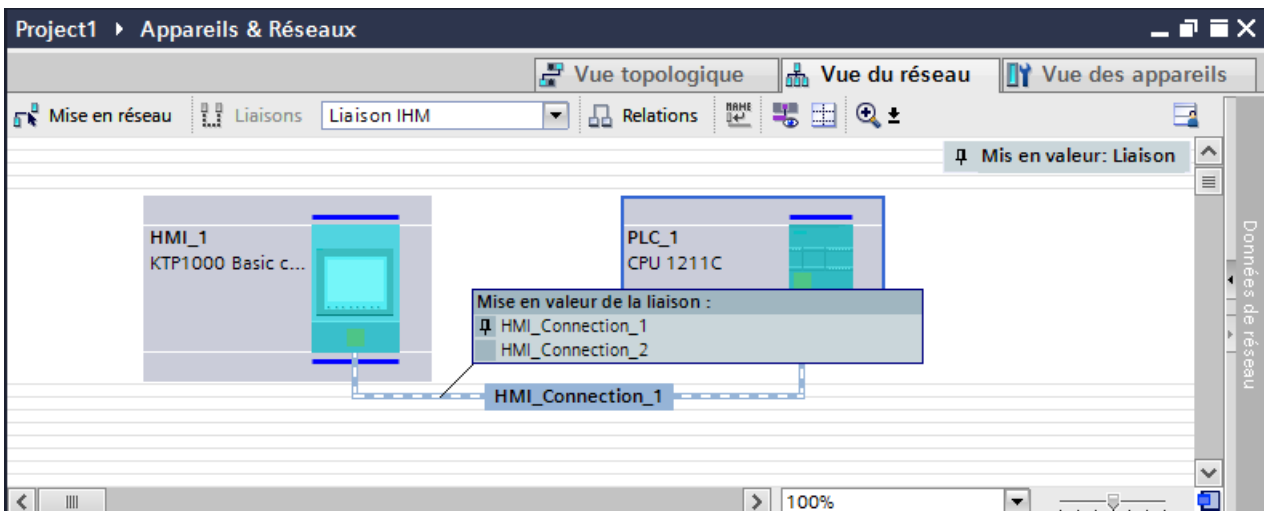 Project1 ▸ Appareils & Réseaux
Vue topologique
Vue du réseau
Vue des appareils
Mise en réseau
Liaisons
Liaison IHM
Relations
NAME
Mis en valeur: Liaison
HMI_1
KTP1000 Basic c...
PLC_1
CPU 1211C
Mise en valeur de la liaison :
HMI_Connection_1
HMI_Connection_2
HMI_Connection_1
Données de réseau
100%